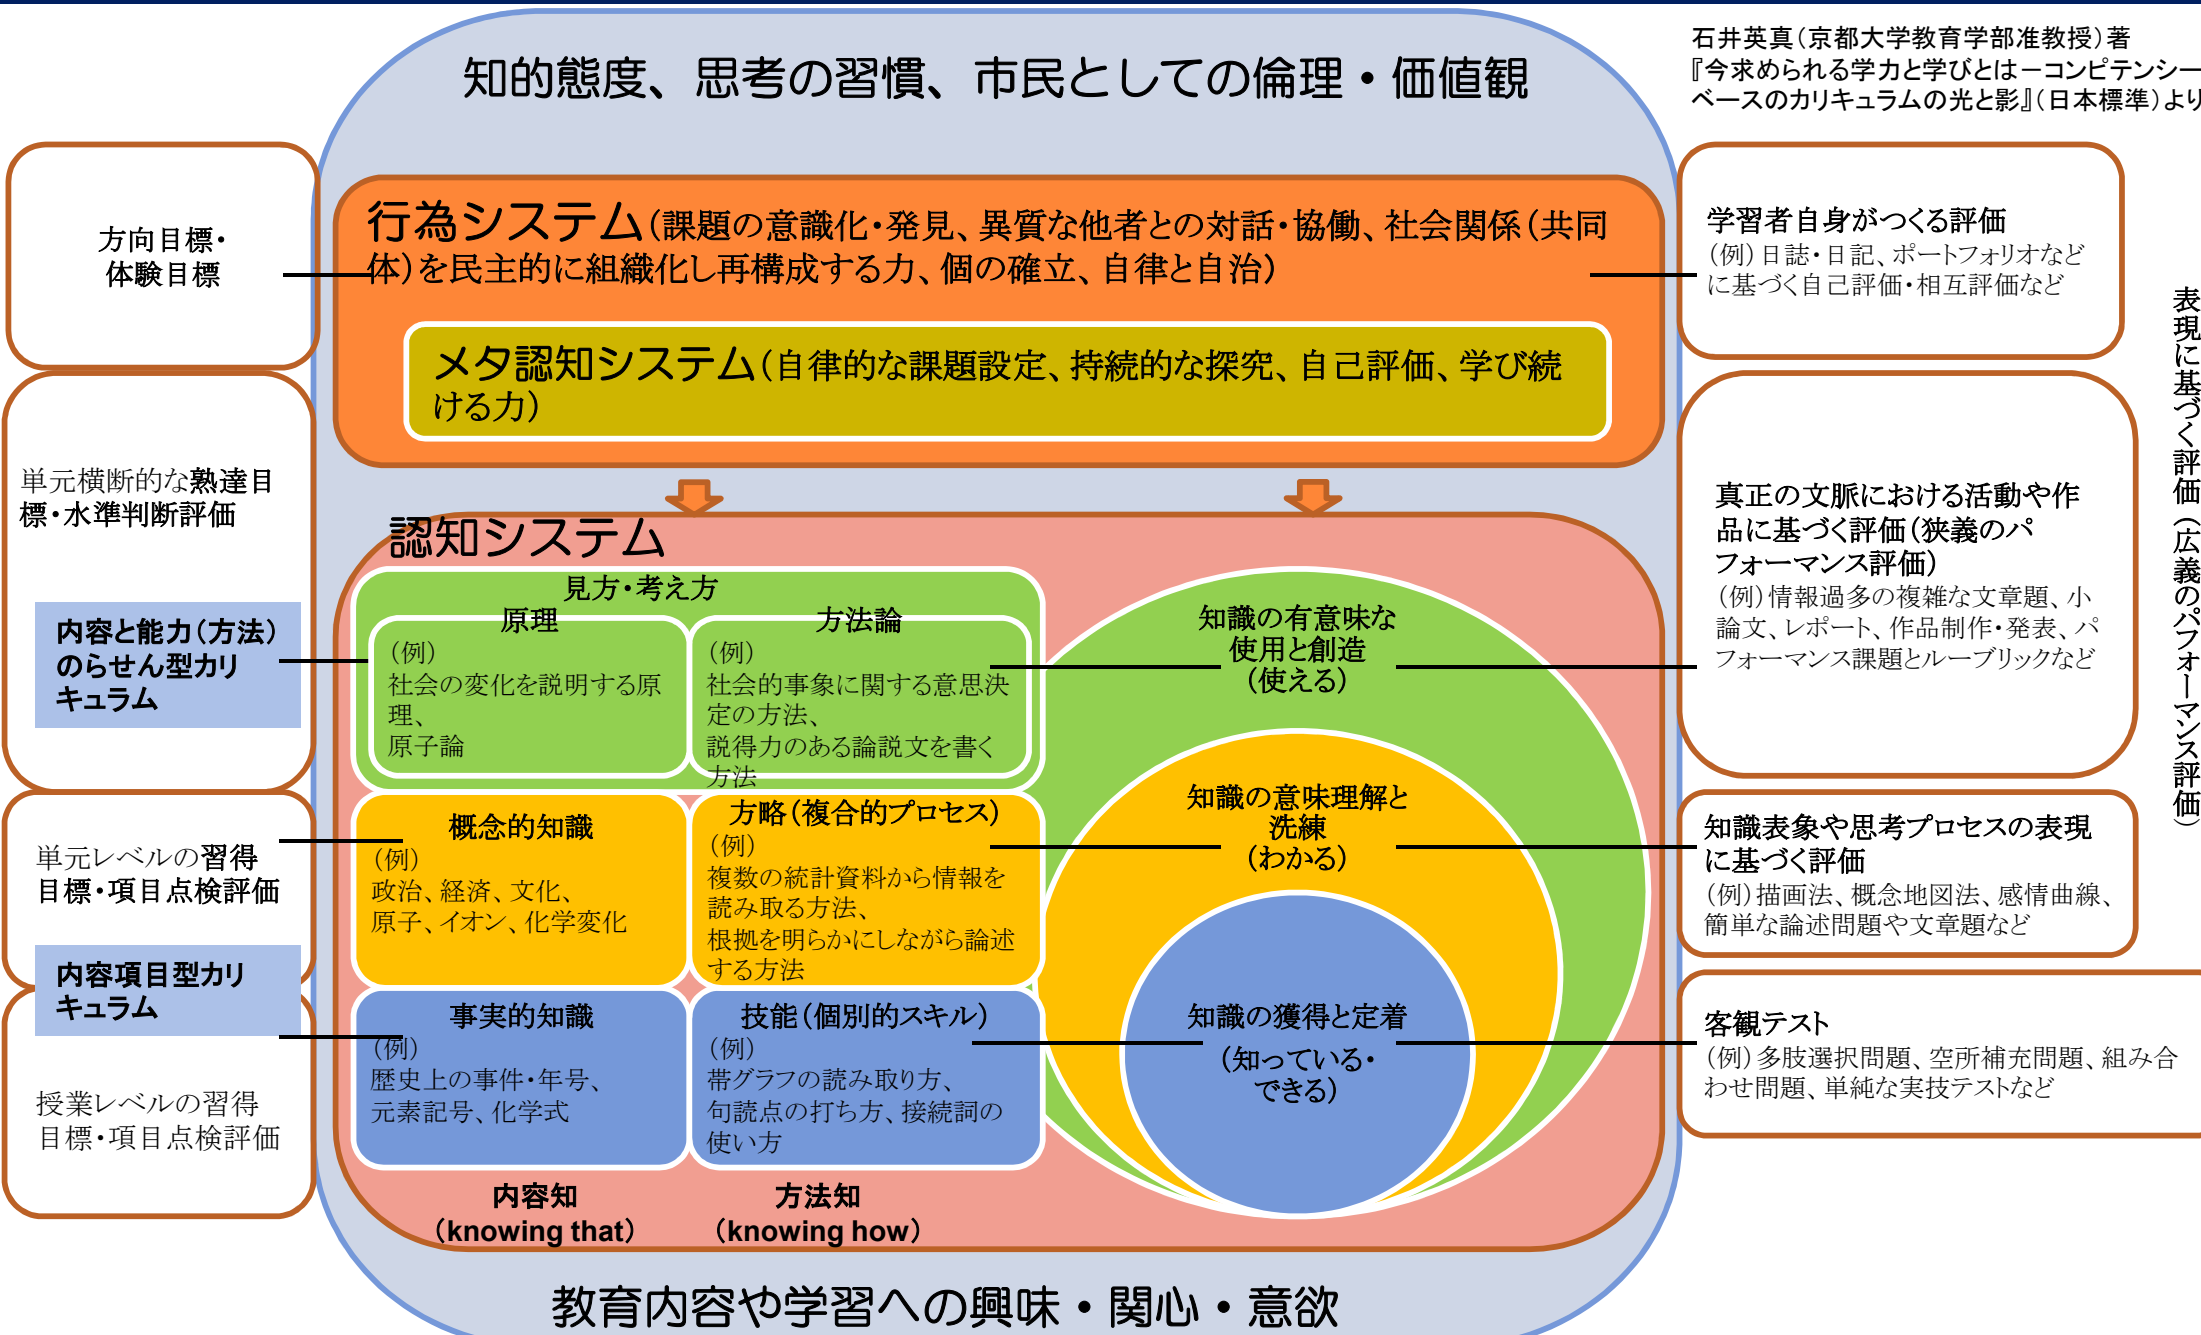 知的態度、思考の習慣、市民としての倫理・価値観
石井英真（京都大学教育学部准教授）著
『今求められる学力と学びとは－コンピテンシー
ベースのカリキュラムの光と影』（日本標準）より
方向目標・
体験目標
行為システム（課題の意識化・発見、異質な他者との対話・協働、社会関係（共同
体）を民主的に組織化し再構成する力、個の確立、自律と自治）
メタ認知システム（自律的な課題設定、持続的な探究、自己評価、学び続
ける力）
学習者自身がつくる評価
（例）日誌・日記、ポートフォリオなど
に基づく自己評価・相互評価など
表現に基づく評価（広義のパフォーマンス評価）
単元横断的な熟達目
標・水準判断評価
内容と能力（方法）
のらせん型カリ
キュラム
認知システム
見方・考え方
原理
（例）
社会の変化を説明する原
理、
原子論
方法論
（例）
社会的事象に関する意思決
定の方法、
説得力のある論説文を書く
方法
知識の有意味な
使用と創造
（使える）
真正の文脈における活動や作
品に基づく評価（狭義のパ
フォーマンス評価）
（例）情報過多の複雑な文章題、小
論文、レポート、作品制作・発表、パ
フォーマンス課題とルーブリックなど
単元レベルの習得
目標・項目点検評価
概念的知識
（例）
政治、経済、文化、
原子、イオン、化学変化
方略（複合的プロセス）
（例）
複数の統計資料から情報を
読み取る方法、
根拠を明らかにしながら論述
する方法
知識の意味理解と
洗練
（わかる）
知識表象や思考プロセスの表現
に基づく評価
（例）描画法、概念地図法、感情曲線、
簡単な論述問題や文章題など
内容項目型カリ
キュラム
授業レベルの習得
目標・項目点検評価
事実的知識
（例）
歴史上の事件・年号、
元素記号、化学式
技能（個別的スキル）
（例）
帯グラフの読み取り方、
句読点の打ち方、接続詞の
使い方
知識の獲得と定着
（知っている・
できる）
客観テスト
（例）多肢選択問題、空所補充問題、組み合
わせ問題、単純な実技テストなど
内容知
（knowing that）
方法知
（knowing how）
教育内容や学習への興味・関心・意欲